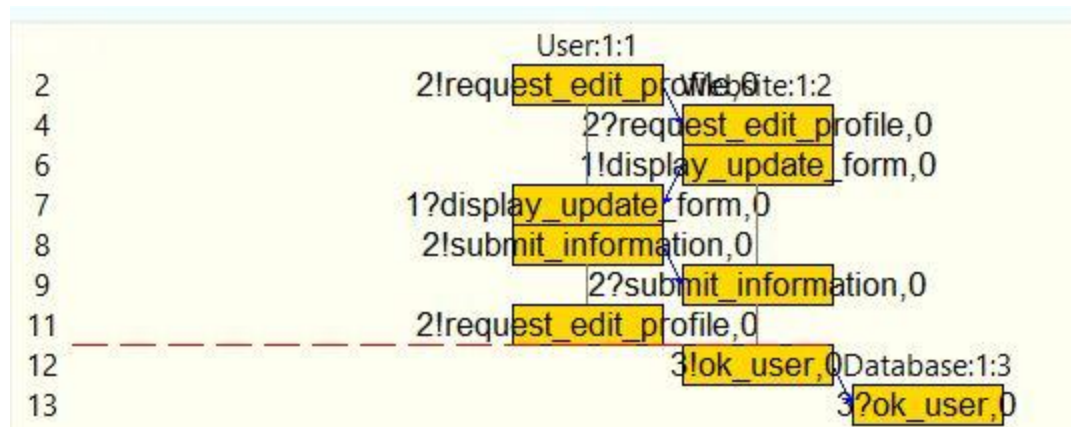 User:1:1
2 2!request_edit_profile,0 Website:1:2
4 2?request_edit_profile,0
6 1!display_update_form,0
7 1?display_update_form,0
8 2!submit_information,0
9 2?submit_information,0
11 2!request_edit_profile,0
12 3!ok_user,0 Database:1:3
13 3?ok_user,0